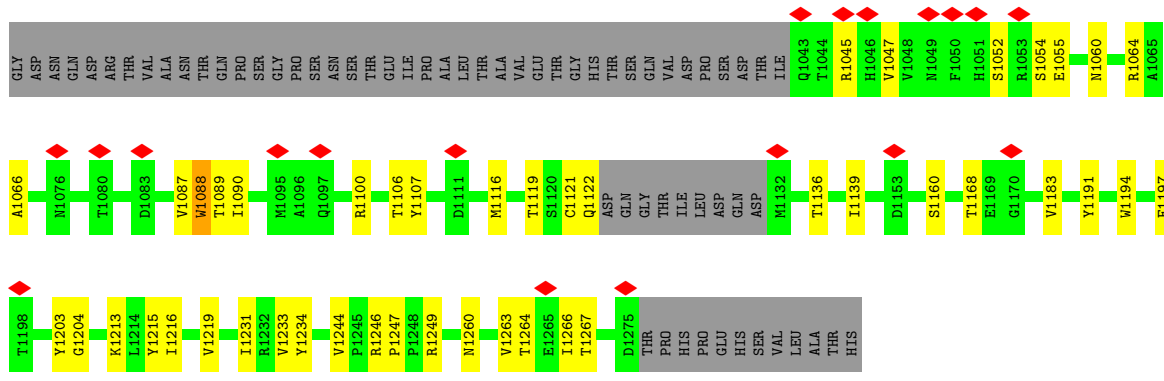 GLY ASP ASN GLN ASP ARG THR VAL ALA ASN THR GLN PRO SER GLY PRO SER ASN SER THR GLU ILE PRO ALA LEU THR ALA VAL GLU THR GLY HIS THR SER GLN VAL ASP PRO SER ASP THR ILE Q1043 T1044 R1045 H1046 V1047 V1048 N1049 F1050 H1051 S1052 R1053 S1054 E1055 N1060 R1064 A1065
A1066 N1076 T1080 D1083 V1087 W1088 T1089 I1090 M1095 A1096 Q1097 R1100 T1106 Y1107 D1111 M1116 T1119 S1120 C1121 Q1122 ASP GLN GLY THR ILE LEU ASP GLN ASP M1132 T1136 I1139 D1153 S1160 T1168 E1169 G1170 V1183 Y1191 W1194 E1197
T1198 Y1203 G1204 K1213 L1214 Y1215 I1216 V1219 I1231 R1232 V1233 Y1234 V1244 P1245 R1246 P1247 P1248 R1249 N1260 V1263 T1264 E1265 I1266 T1267 D1275 THR PRO HIS PRO GLU HIS SER VAL LEU ALA THR HIS